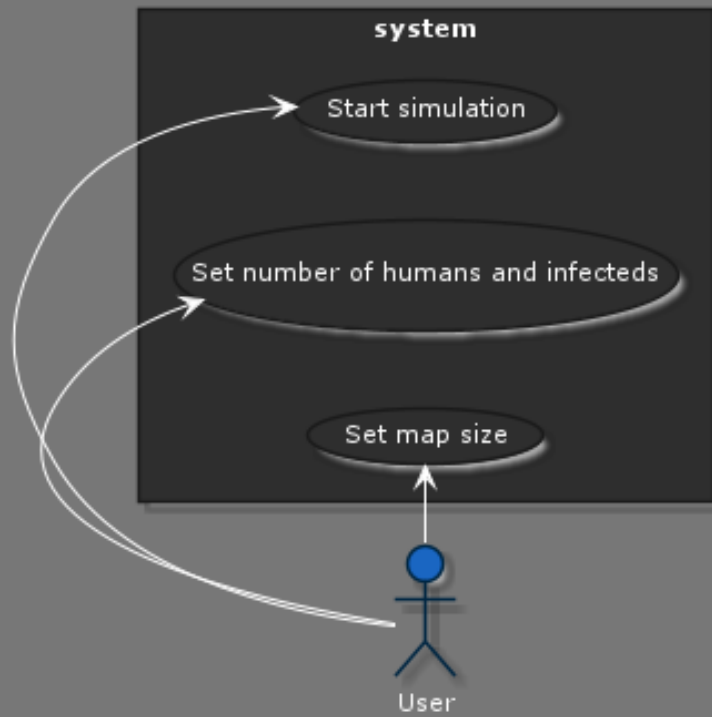 system
Start simulation
Set number of humans and infecteds
Set map size
User